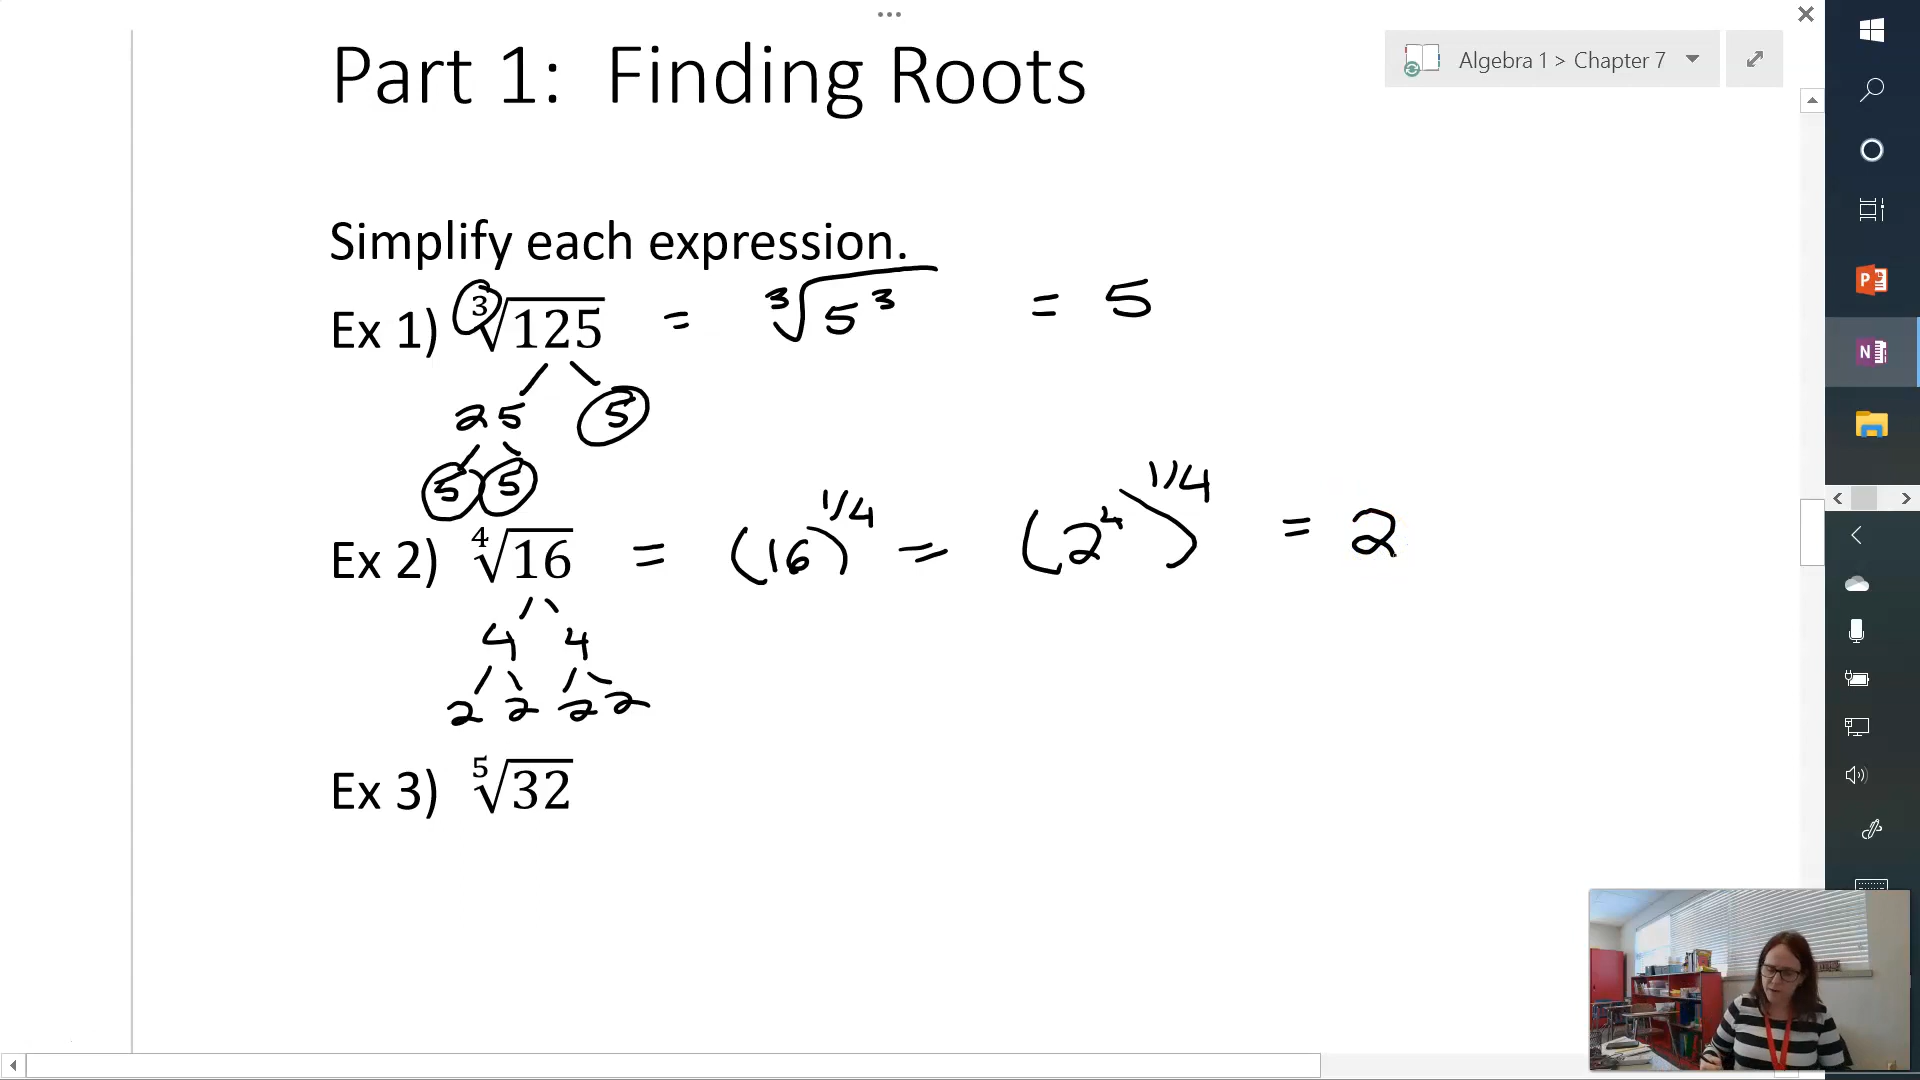 Part 1: Finding Roots
Algebra 1 > Chapter 7
Simplify each expression.
Ex 1) ∛125 = ∛5³ = 5
25 5
5 5
Ex 2) ∜16 = (16)^1/4 = (2⁴)^1/4 = 2
4 4
2 2 2 2
Ex 3) ⁵√32